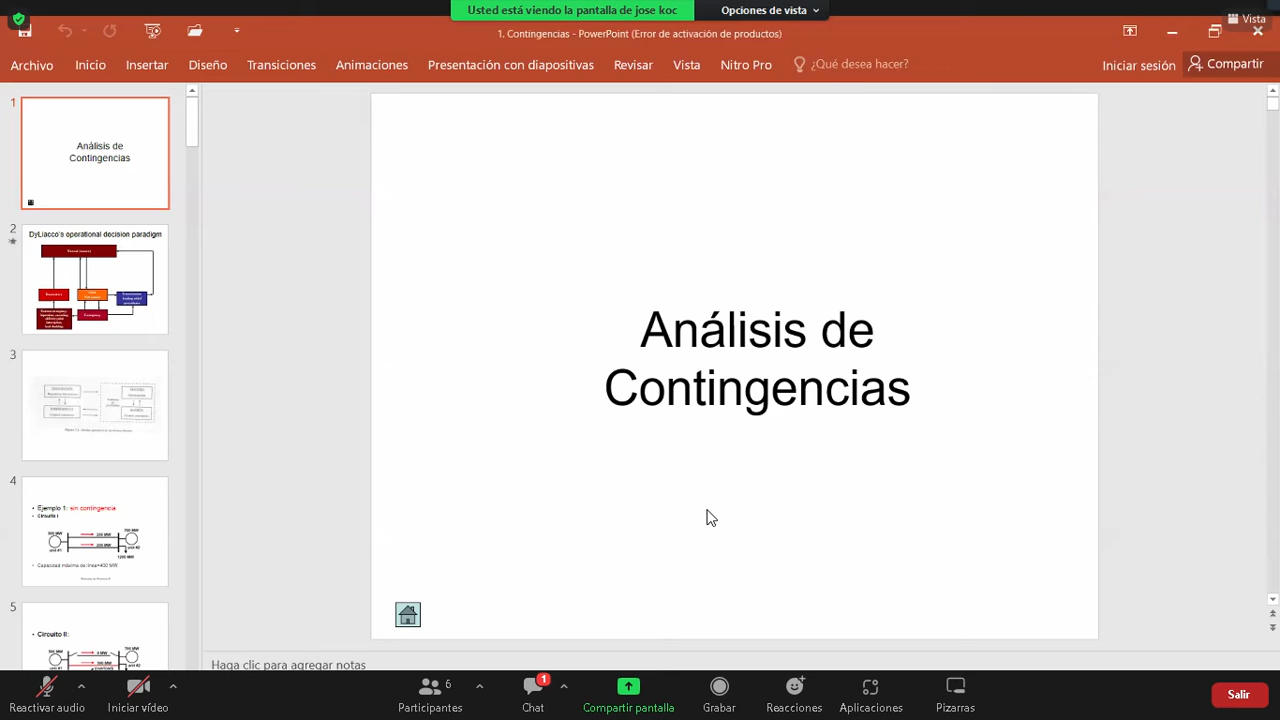 Usted está viendo la pantalla de jose koc
Opciones de vista
Vista
1. Contingencias - PowerPoint (Error de activación de productos)
Archivo
Inicio
Insertar
Diseño
Transiciones
Animaciones
Presentación con diapositivas
Revisar
Vista
Nitro Pro
¿Qué desea hacer?
Iniciar sesión
Compartir
1
Análisis de
Contingencias
2
DyLiacco's operational decision paradigm
Emergency
3
4
• Ejemplo 1: sin contingencia
• Circuito I
1200 MW
• Capacidad máxima de línea=400 MW
5
• Circuito II:
Análisis de
Contingencias
Haga clic para agregar notas
Reactivar audio
Iniciar vídeo
6
Participantes
1
Chat
Compartir pantalla
Grabar
Reacciones
Aplicaciones
Pizarras
Salir